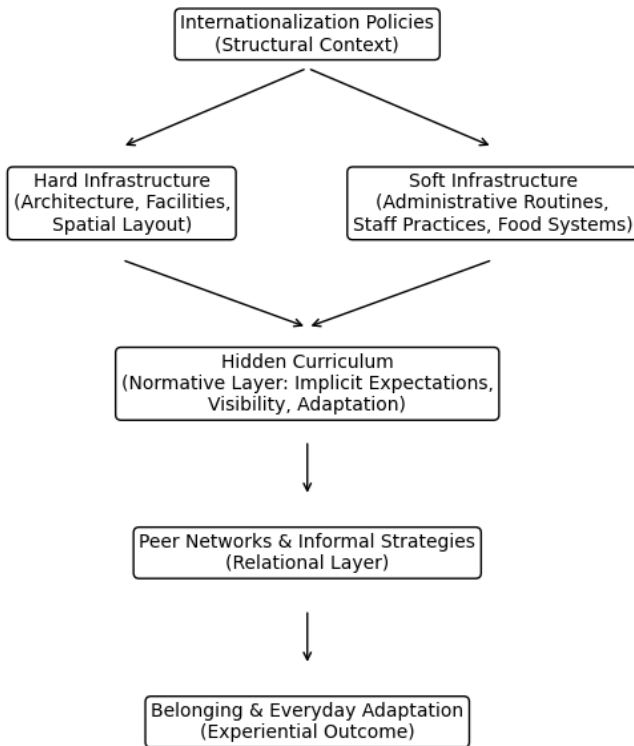 Internationalization Policies
(Structural Context)
Hard Infrastructure
(Architecture, Facilities,
Spatial Layout)
Soft Infrastructure
(Administrative Routines,
Staff Practices, Food Systems)
Hidden Curriculum
(Normative Layer: Implicit Expectations,
Visibility, Adaptation)
Peer Networks & Informal Strategies
(Relational Layer)
Belonging & Everyday Adaptation
(Experiential Outcome)